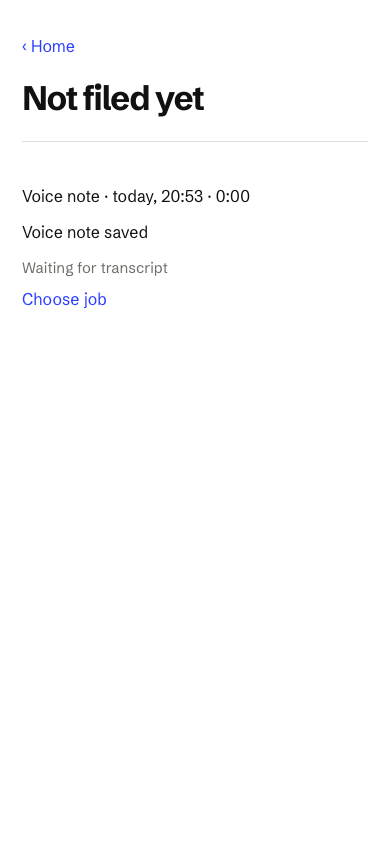 ‹ Home
Not filed yet
Voice note · today, 20:53 · 0:00
Voice note saved
Waiting for transcript
Choose job